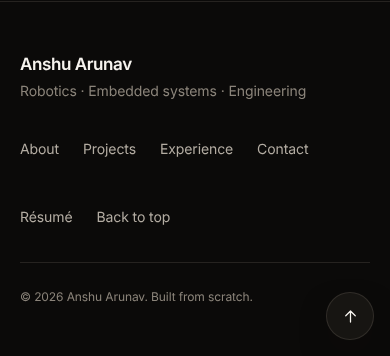 Anshu Arunav
Robotics · Embedded systems · Engineering
About Projects Experience Contact
Résumé Back to top
© 2026 Anshu Arunav. Built from scratch.